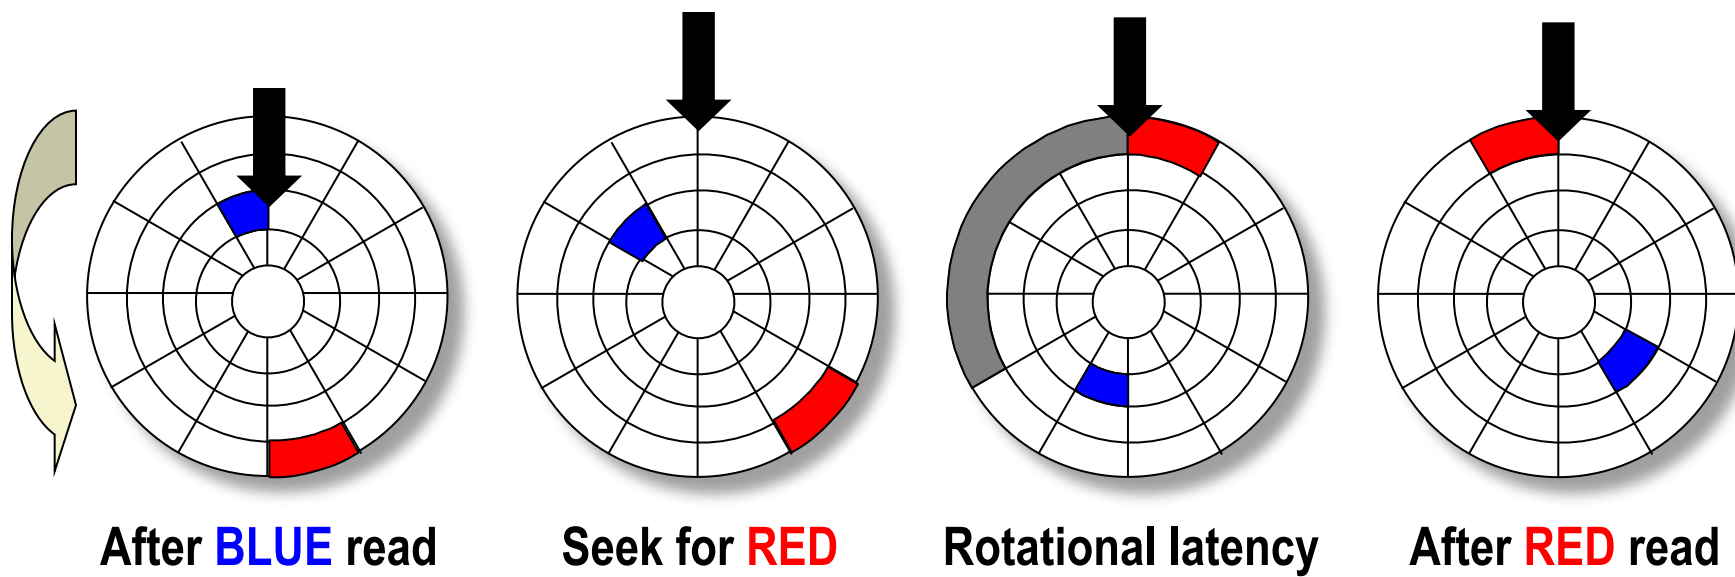 After BLUE read
Seek for RED
Rotational latency
After RED read